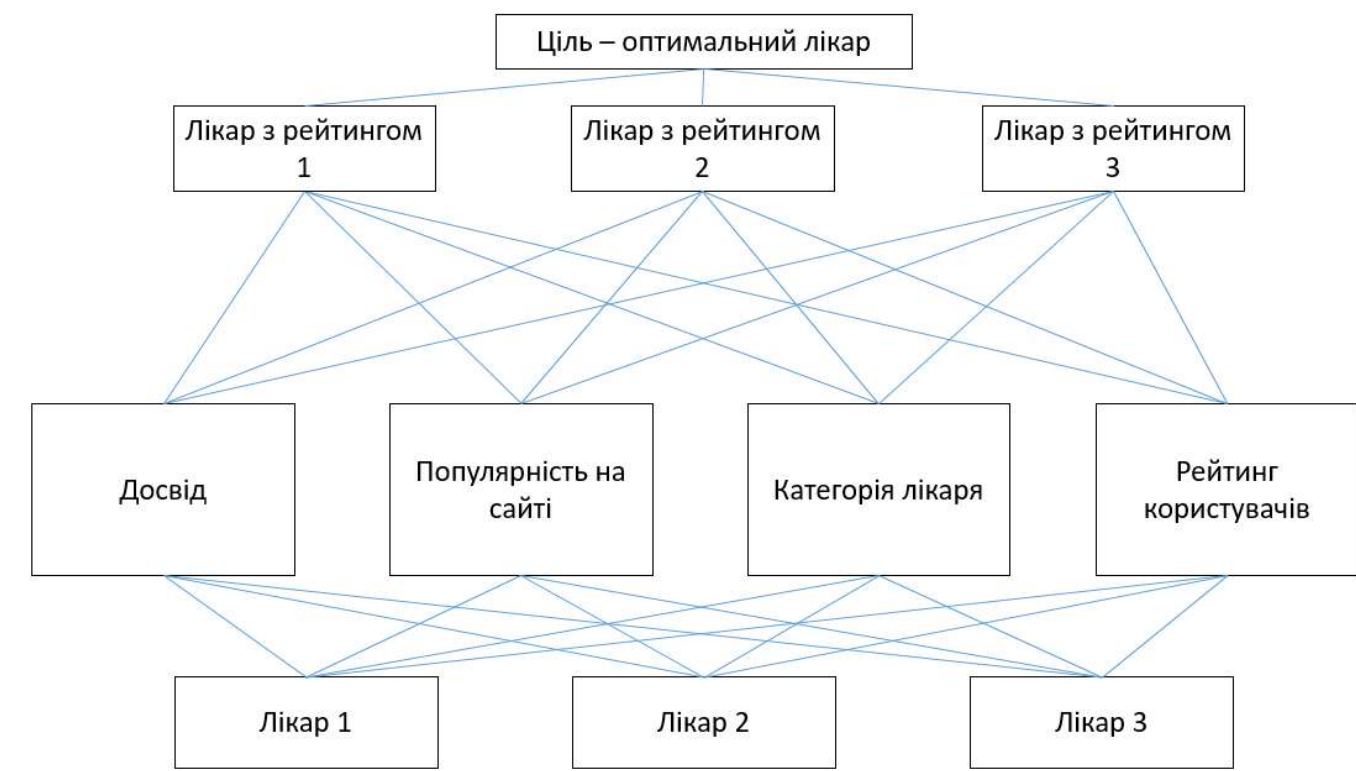 Ціль – оптимальний лікар
Лікар з рейтингом
1
Лікар з рейтингом
2
Лікар з рейтингом
3
Досвід
Популярність на
сайті
Категорія лікаря
Рейтинг
користувачів
Лікар 1
Лікар 2
Лікар 3